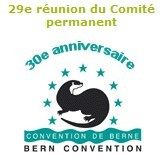 29e réunion du Comité
permanent
30e anniversaire
CONVENTION DE BERNE
BERN CONVENTION